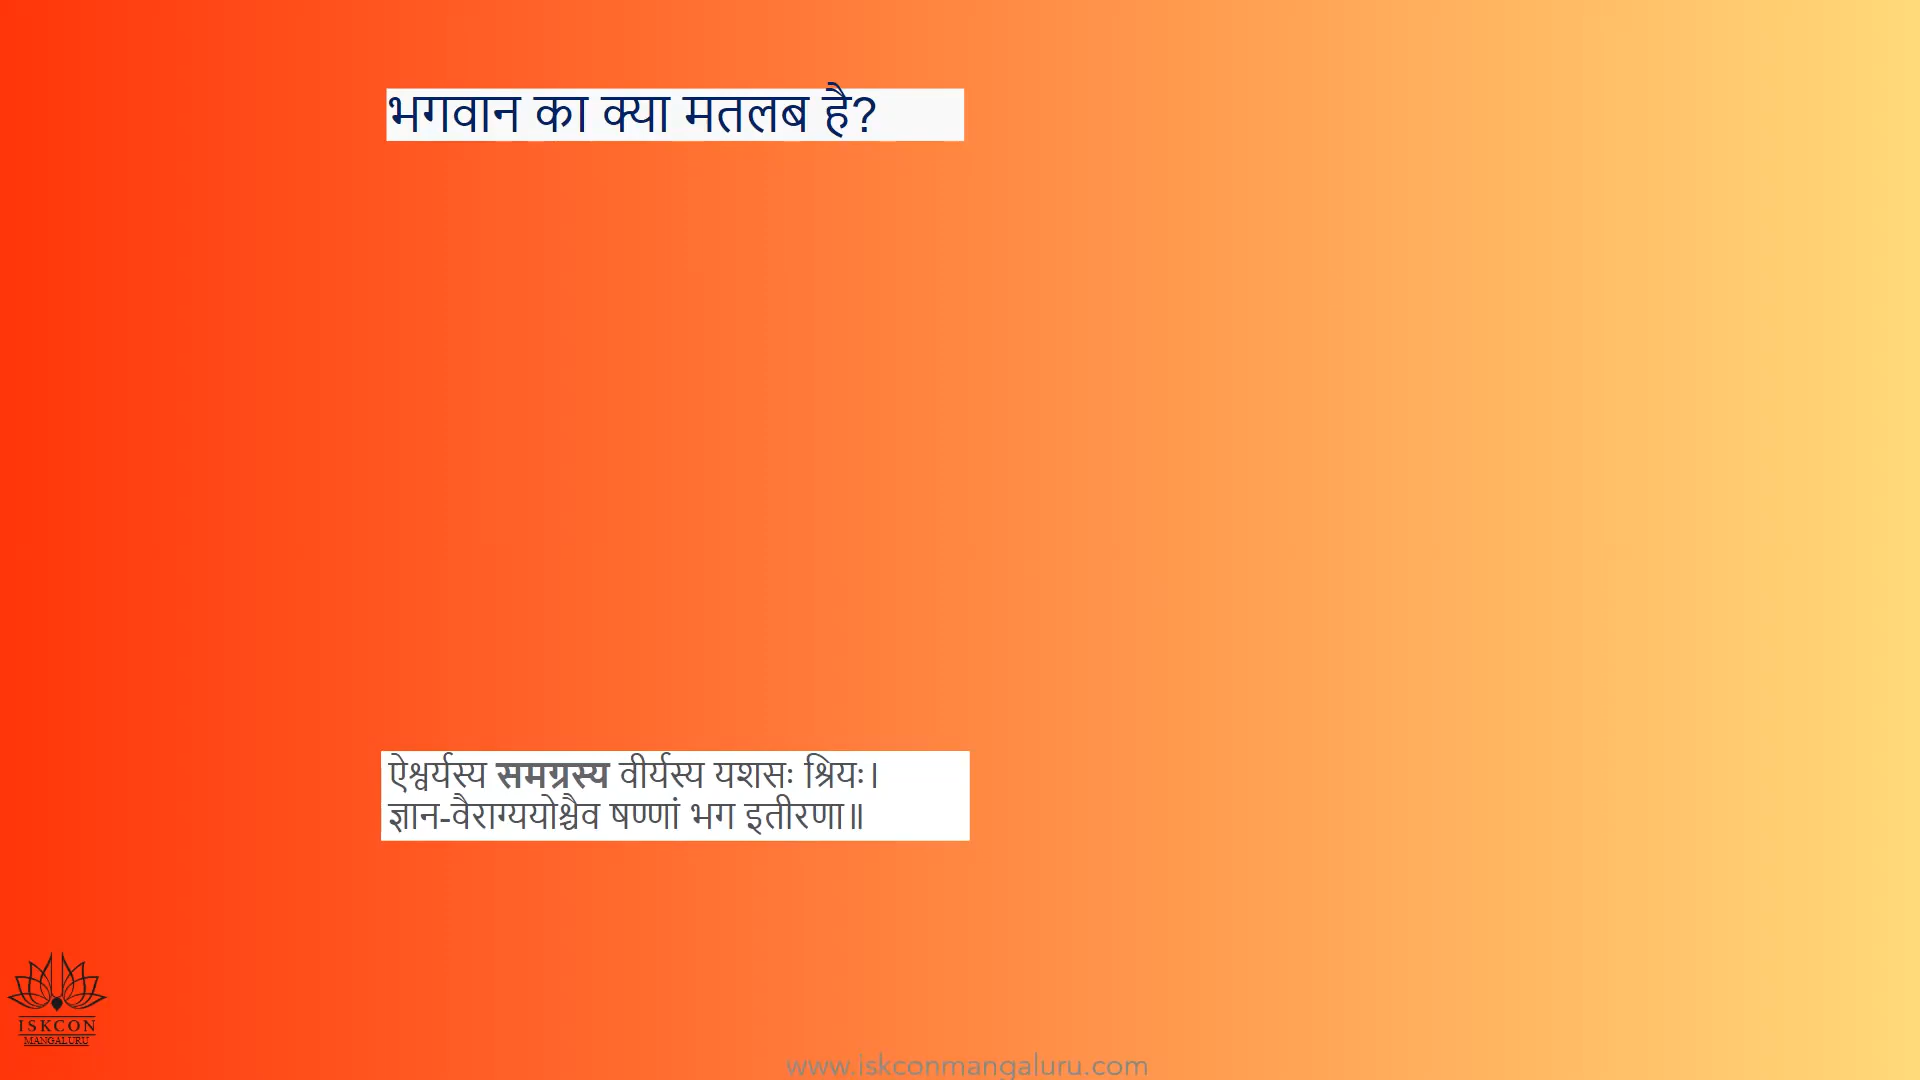 भगवान का क्या मतलब है?
ऐश्वर्यस्य समग्रस्य वीर्यस्य यशसः श्रियः।
ज्ञान-वैराग्ययोश्चैव षण्णां भग इतीरणा॥
ISKCON
MANGALURU
www.iskconmangaluru.com